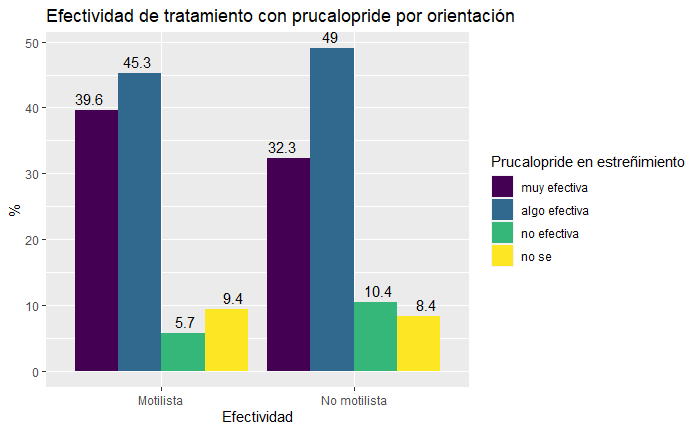 Efectividad de tratamiento con prucalopride por orientación
50
40
30
20
10
0
%
39.6
45.3
5.7
9.4
32.3
49
10.4
8.4
Motilista
No motilista
Efectividad
Prucalopride en estreñimiento
muy efectiva
algo efectiva
no efectiva
no se